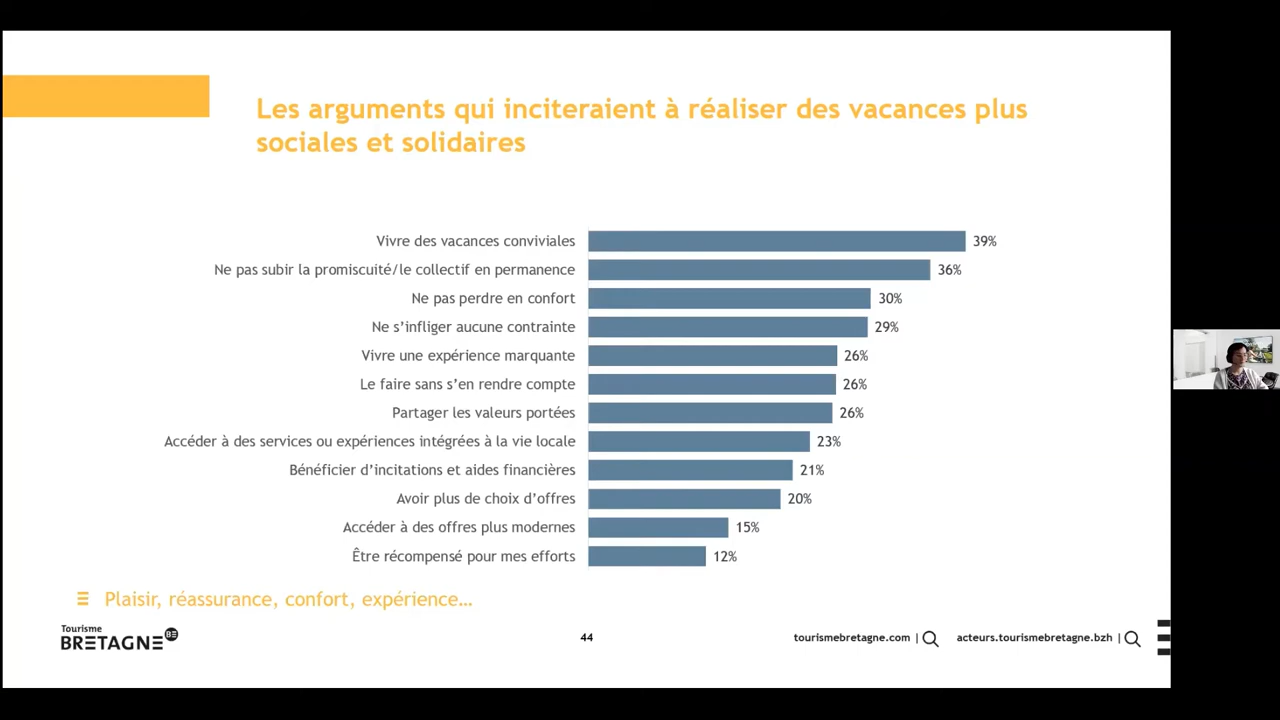 Les arguments qui inciteraient à réaliser des vacances plus
sociales et solidaires
Vivre des vacances conviviales 39%
Ne pas subir la promiscuité/le collectif en permanence 36%
Ne pas perdre en confort 30%
Ne s’infliger aucune contrainte 29%
Vivre une expérience marquante 26%
Le faire sans s’en rendre compte 26%
Partager les valeurs portées 26%
Accéder à des services ou expériences intégrées à la vie locale 23%
Bénéficier d’incitations et aides financières 21%
Avoir plus de choix d’offres 20%
Accéder à des offres plus modernes 15%
Être récompensé pour mes efforts 12%
Plaisir, réassurance, confort, expérience…
Tourisme
BRETAGNE BE
44
tourismebretagne.com |
acteurs.tourismebretagne.bzh |